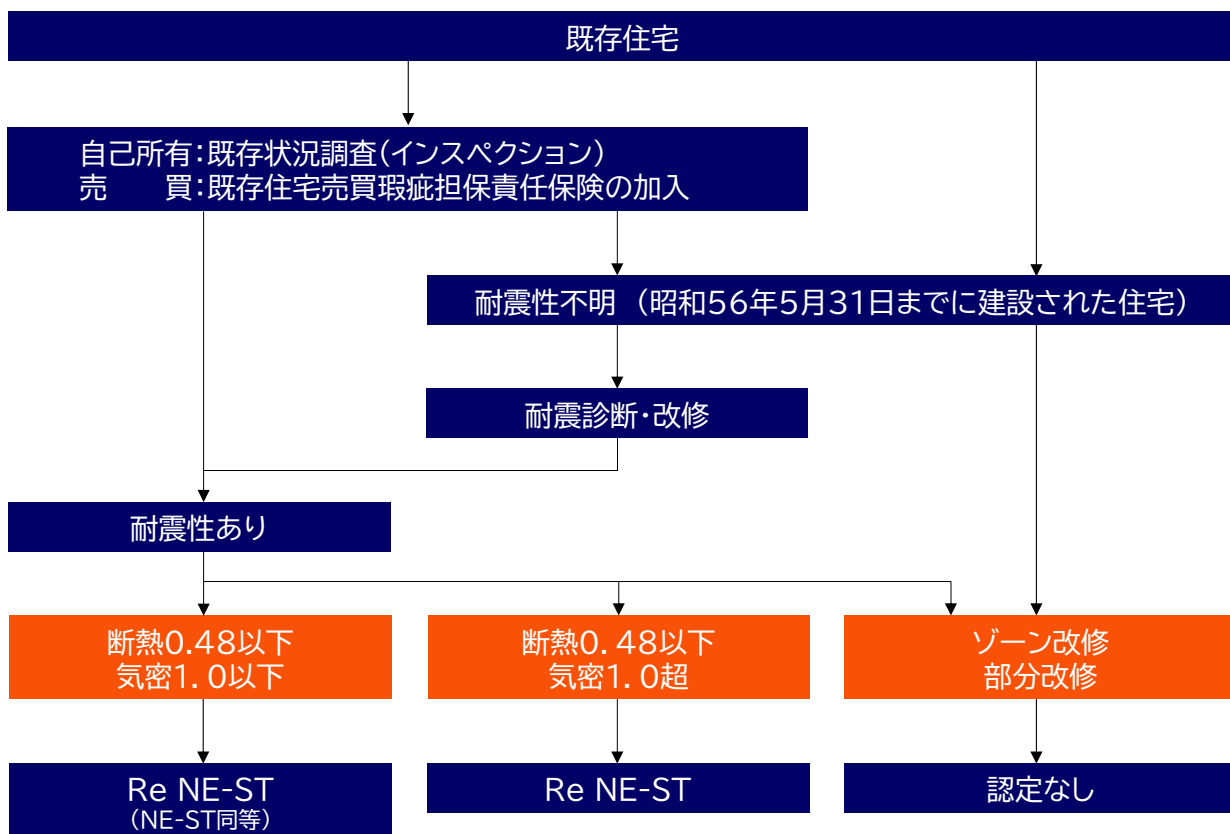 既存住宅
自己所有：既存状況調査（インスペクション）
売　　買：既存住宅売買瑕疵担保責任保険の加入
耐震性不明　（昭和56年5月31日までに建設された住宅）
耐震診断・改修
耐震性あり
断熱0.48以下
気密1．0以下
断熱0．48以下
気密1．0超
ゾーン改修
部分改修
Re NE-ST
（NE-ST同等）
Re NE-ST
認定なし